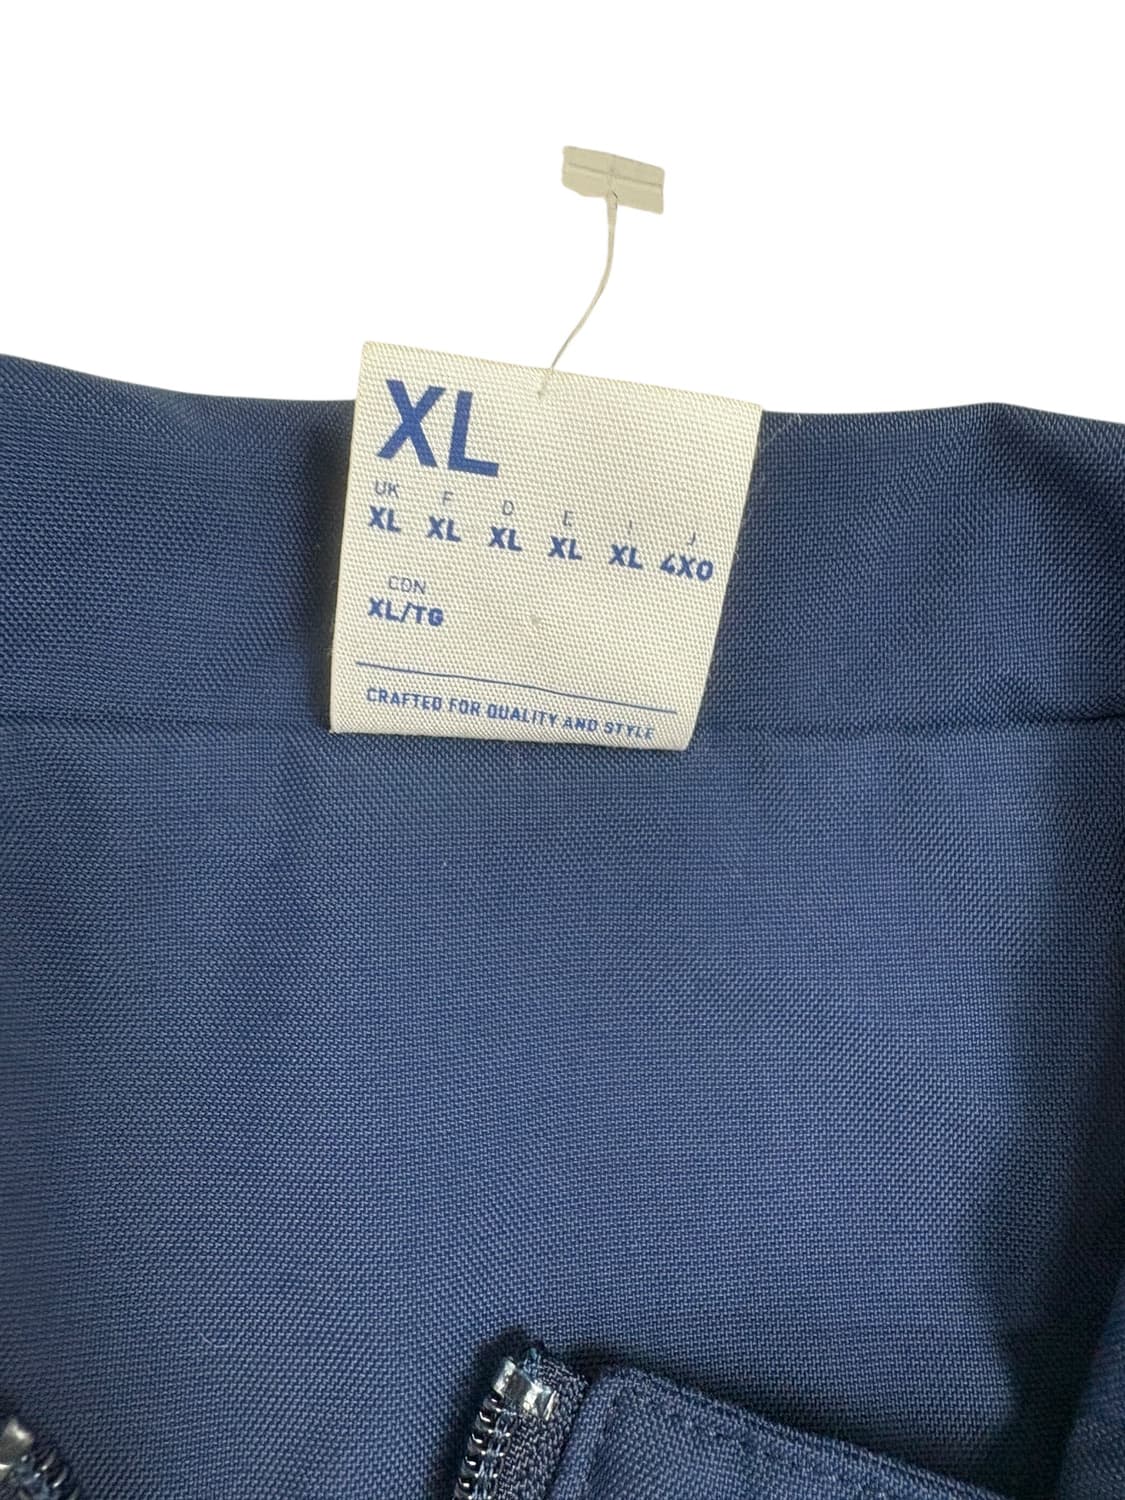 XL
UK F D E I J
XL XL XL XL XL 4XO
CDN
XL/TG
CRAFTED FOR QUALITY AND STYLE